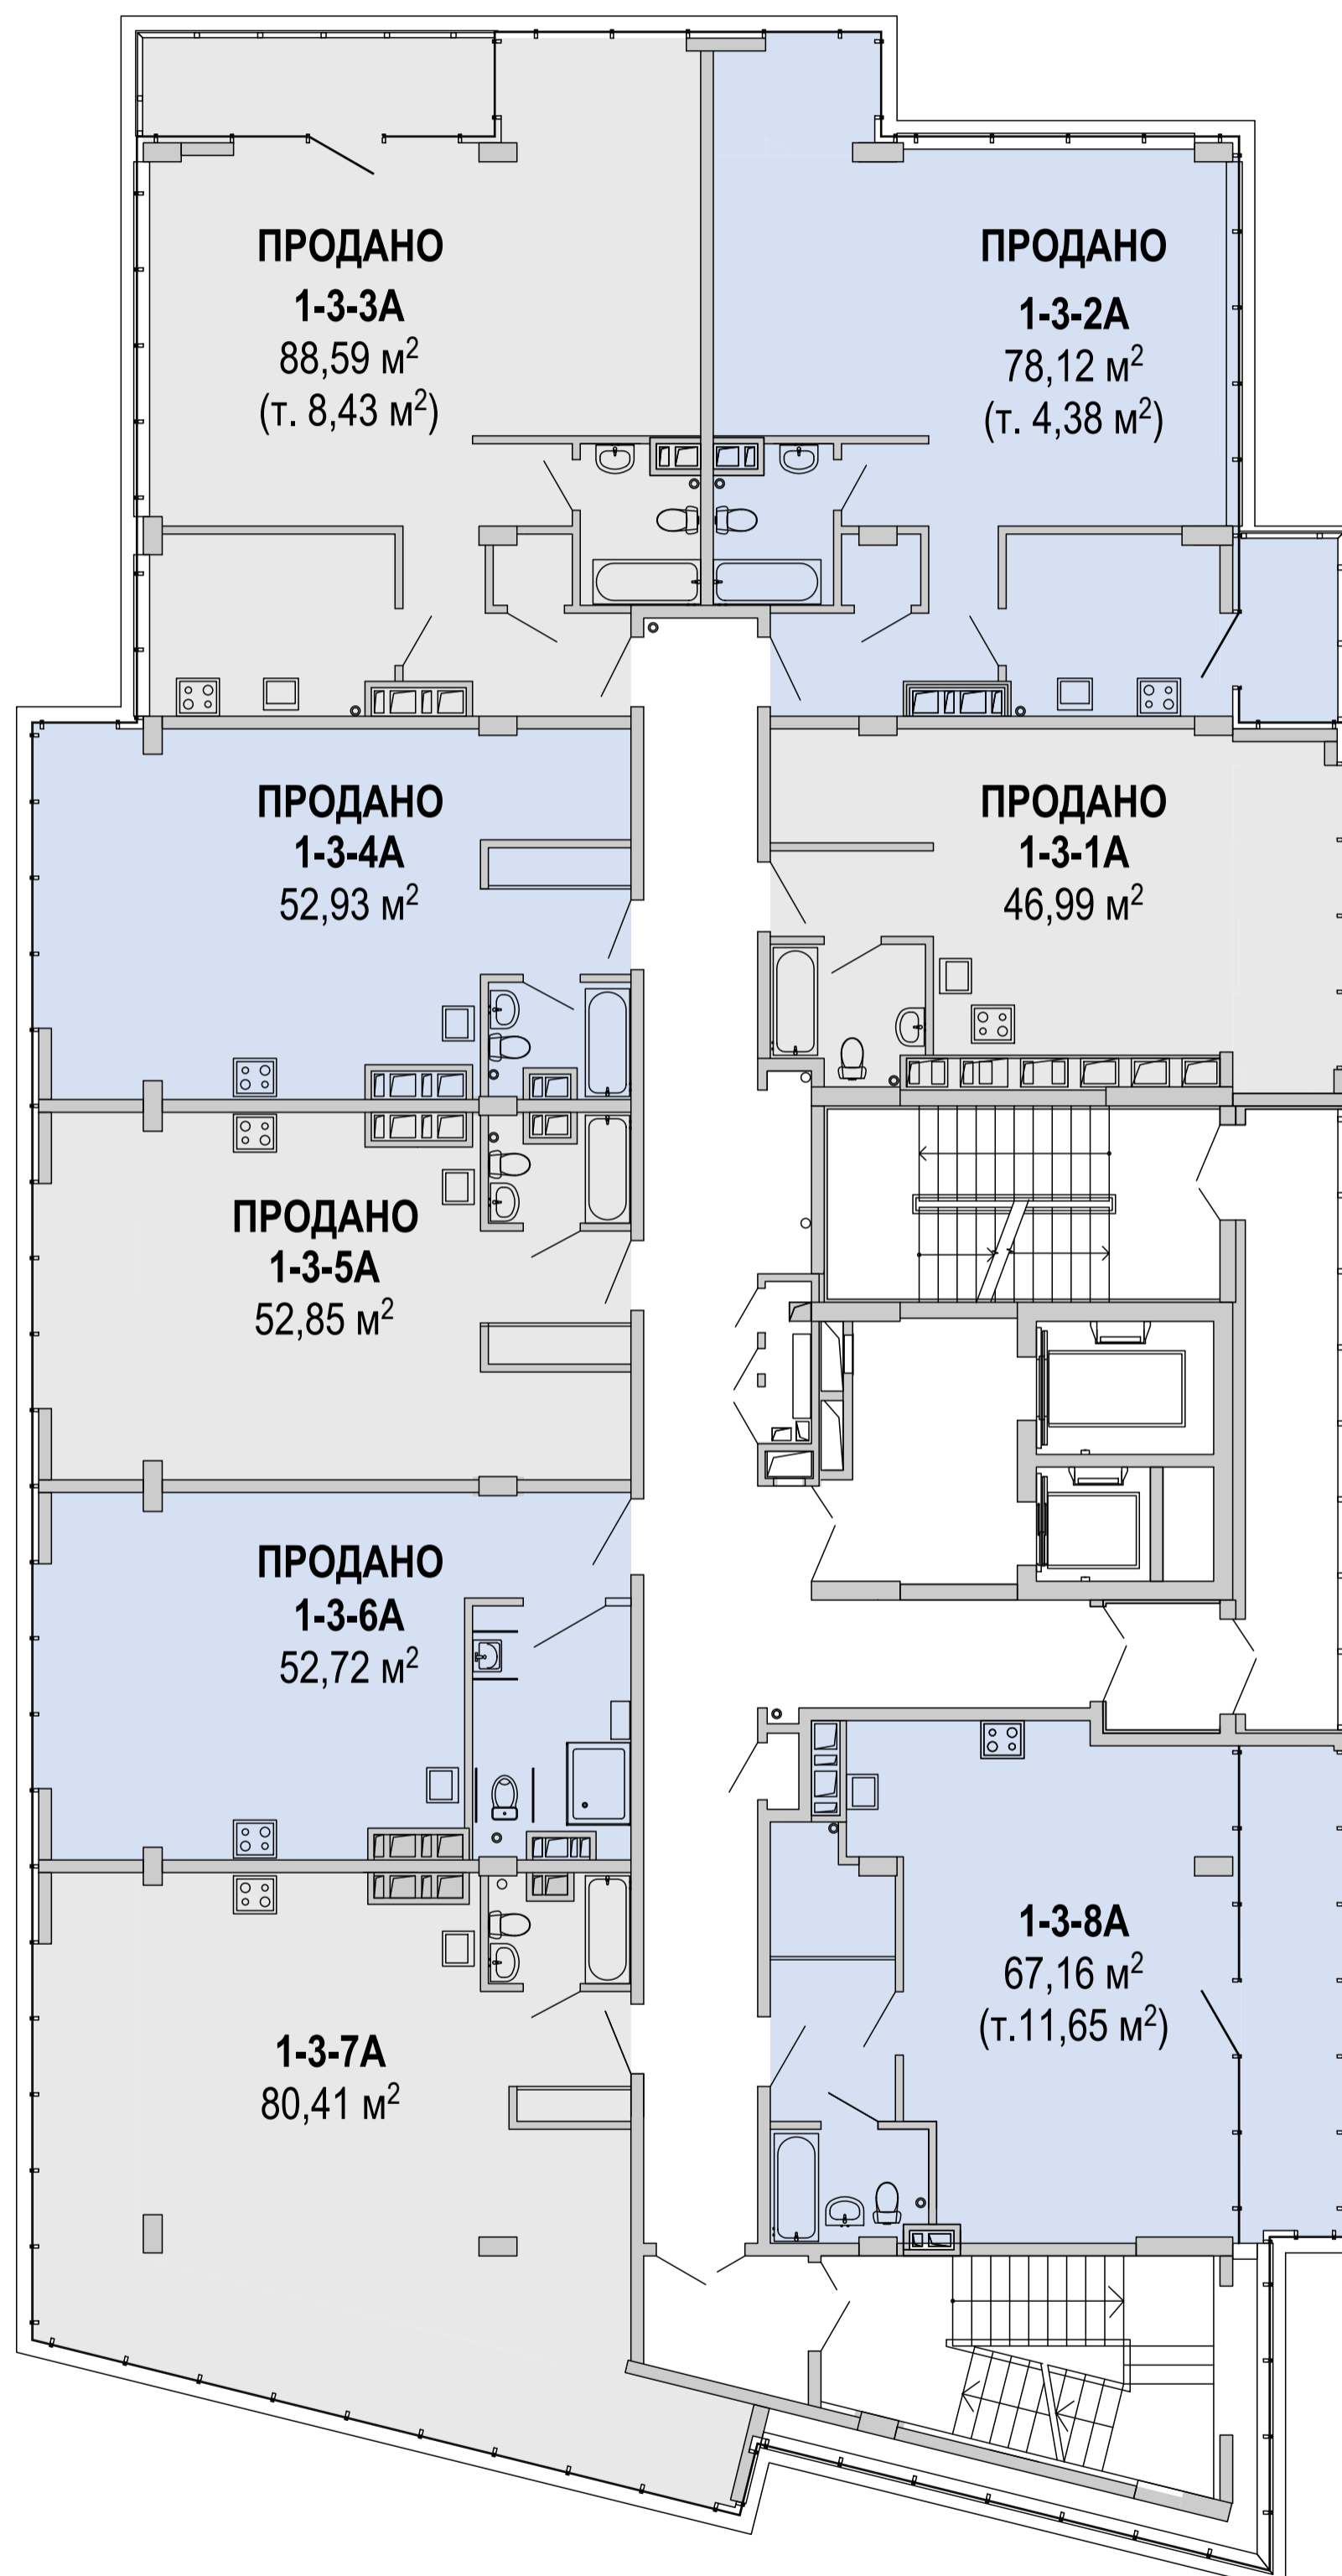 ПРОДАНО
1-3-3А
88,59 м²
(т. 8,43 м²)
ПРОДАНО
1-3-2А
78,12 м²
(т. 4,38 м²)
ПРОДАНО
1-3-4А
52,93 м²
ПРОДАНО
1-3-1А
46,99 м²
ПРОДАНО
1-3-5А
52,85 м²
ПРОДАНО
1-3-6А
52,72 м²
1-3-8А
67,16 м²
(т.11,65 м²)
1-3-7А
80,41 м²